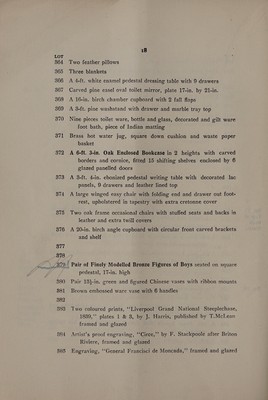 18
LOT
364 Two feather pillows
365 Three blankets
366 A 4-ft. white enamel pedestal dressing table with 9 drawers
367 Carved pine easel oval toilet mirror, plate 17-in. by 21-in.
368 A 16-in. birch chamber cupboard with 2 fall flaps
369 A 3-ft. pine washstand with drawer and marble tray top
370 Nine pieces toilet ware, bottle and glass, decorated and gilt ware
foot bath, piece of Indian matting
371 Brass hot water jug, square down cushion and waste paper
basket
372 A 6-ft. 3-in. Oak Enclosed Bookcase in 2 heights with carved
borders and cornice, fitted 15 shifting shelves enclosed by 6
glazed panelled doors
373 A 3-ft. 4-in. ebonised pedestal writing table with decorated lac
panels, 9 drawers and leather lined top
374 A large winged easy chair with folding end and drawer out foot-
rest, upholstered in tapestry with extra cretonne cover
375 Two oak frame occasional chairs with stuffed seats and backs in
leather and extra twill covers
376 A 20-in. birch angle cupboard with circular front carved brackets
and shelf
377
378
379 Pair of Finely Modelled Bronze Figures of Boys seated on square
pedestal, 17-in. high
380 Pair 13½-in. green and figured Chinese vases with ribbon mounts
381 Brown embossed ware vase with 6 handles
382
383 Two coloured prints, "Liverpool Grand National Steeplechase,
1839," plates 1 & 3, by J. Harris, published by T. McLean
framed and glazed
384 Artist's proof engraving, "Circe," by F. Stackpoole after Briton
Riviere, framed and glazed
385 Engraving, "General Francisci de Moncada," framed and glazed